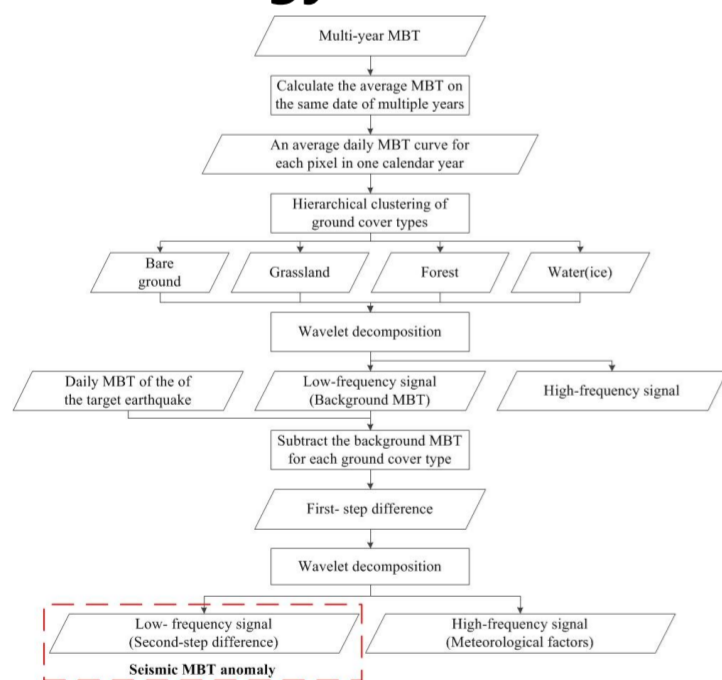 Multi-year MBT
Calculate the average MBT on
the same date of multiple years
An average daily MBT curve for
each pixel in one calendar year
Hierarchical clustering of
ground cover types
Bare
ground
Grassland
Forest
Water(ice)
Wavelet decomposition
Daily MBT of the of
the target earthquake
Low-frequency signal
(Background MBT)
High-frequency signal
Subtract the background MBT
for each ground cover type
First- step difference
Wavelet decomposition
Low- frequency signal
(Second-step difference)
High-frequency signal
(Meteorological factors)
Seismic MBT anomaly